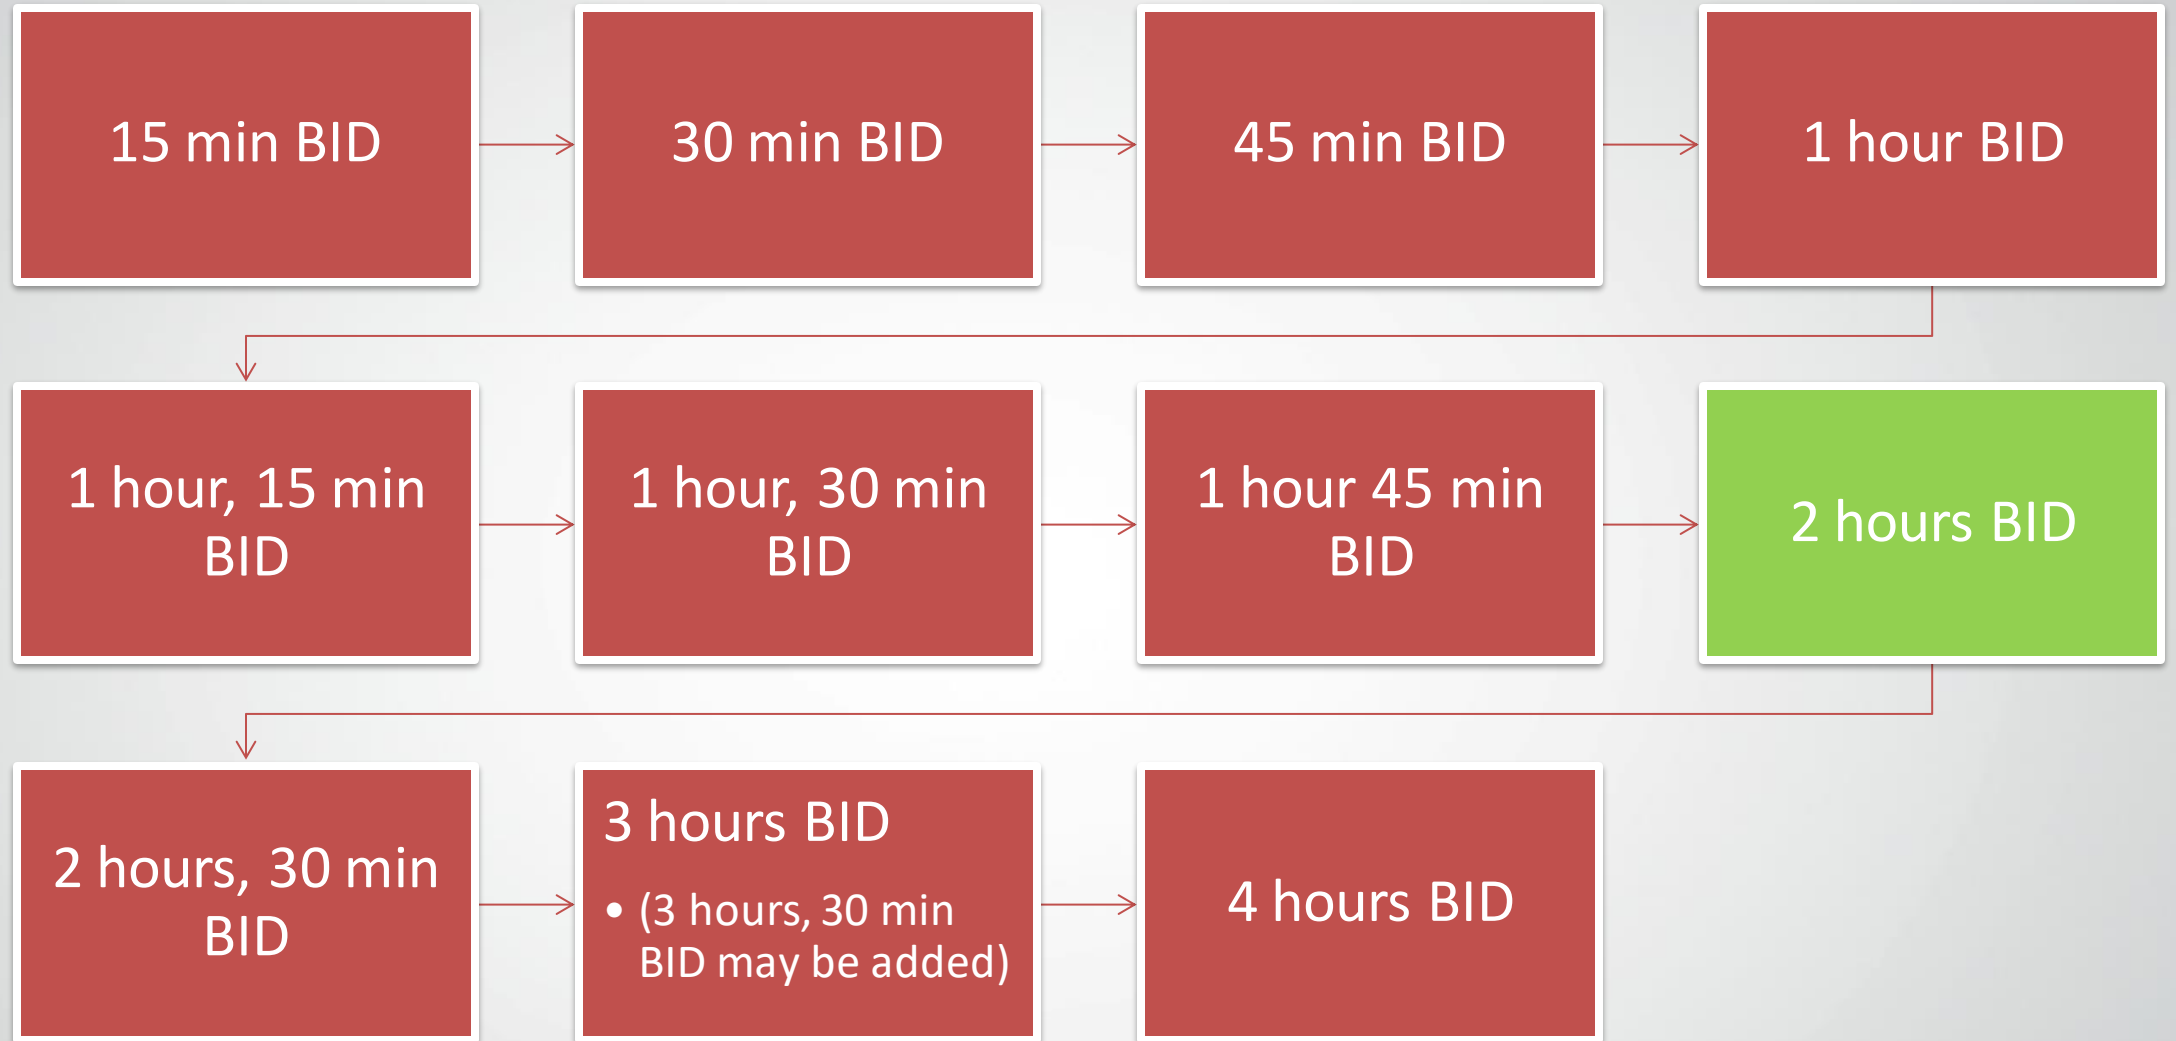 15 min BID
30 min BID
45 min BID
1 hour BID
1 hour, 15 min
BID
1 hour, 30 min
BID
1 hour 45 min
BID
2 hours BID
2 hours, 30 min
BID
3 hours BID
• (3 hours, 30 min
BID may be added)
4 hours BID